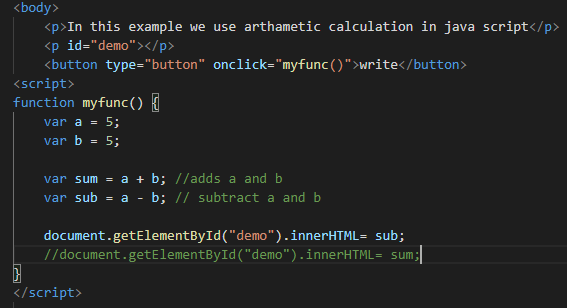 <body>
<p>In this example we use arthametic calculation in java script</p>
<p id="demo"></p>
<button type="button" onclick="myfunc()">write</button>
<script>
function myfunc() {
var a = 5;
var b = 5;
var sum = a + b; //adds a and b
var sub = a - b; // subtract a and b
document.getElementById("demo").innerHTML= sub;
//document.getElementById("demo").innerHTML= sum;
}
</script>